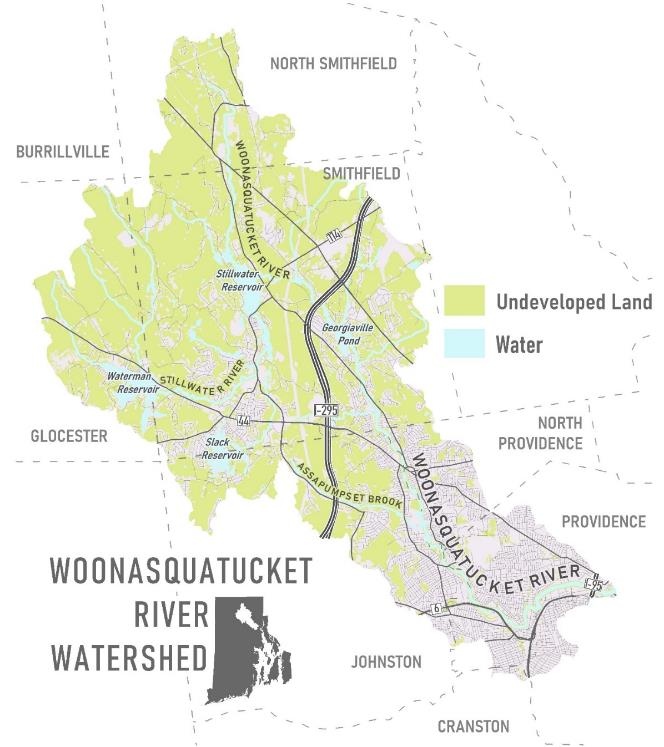 NORTH SMITHFIELD
BURRILLVILLE
SMITHFIELD
WOONASQUATUCKET RIVER
114
Stillwater
Reservoir
Undeveloped Land
Georgiaville
Pond
Water
Waterman
Reservoir
STILLWATER RIVER
I-295
44
GLOCESTER
Slack
Reservoir
NORTH
PROVIDENCE
ASSAPUMPSET BROOK
WOONASQUATUCKET RIVER
PROVIDENCE
I-95
6
WOONASQUATUCKET
RIVER
WATERSHED
JOHNSTON
CRANSTON